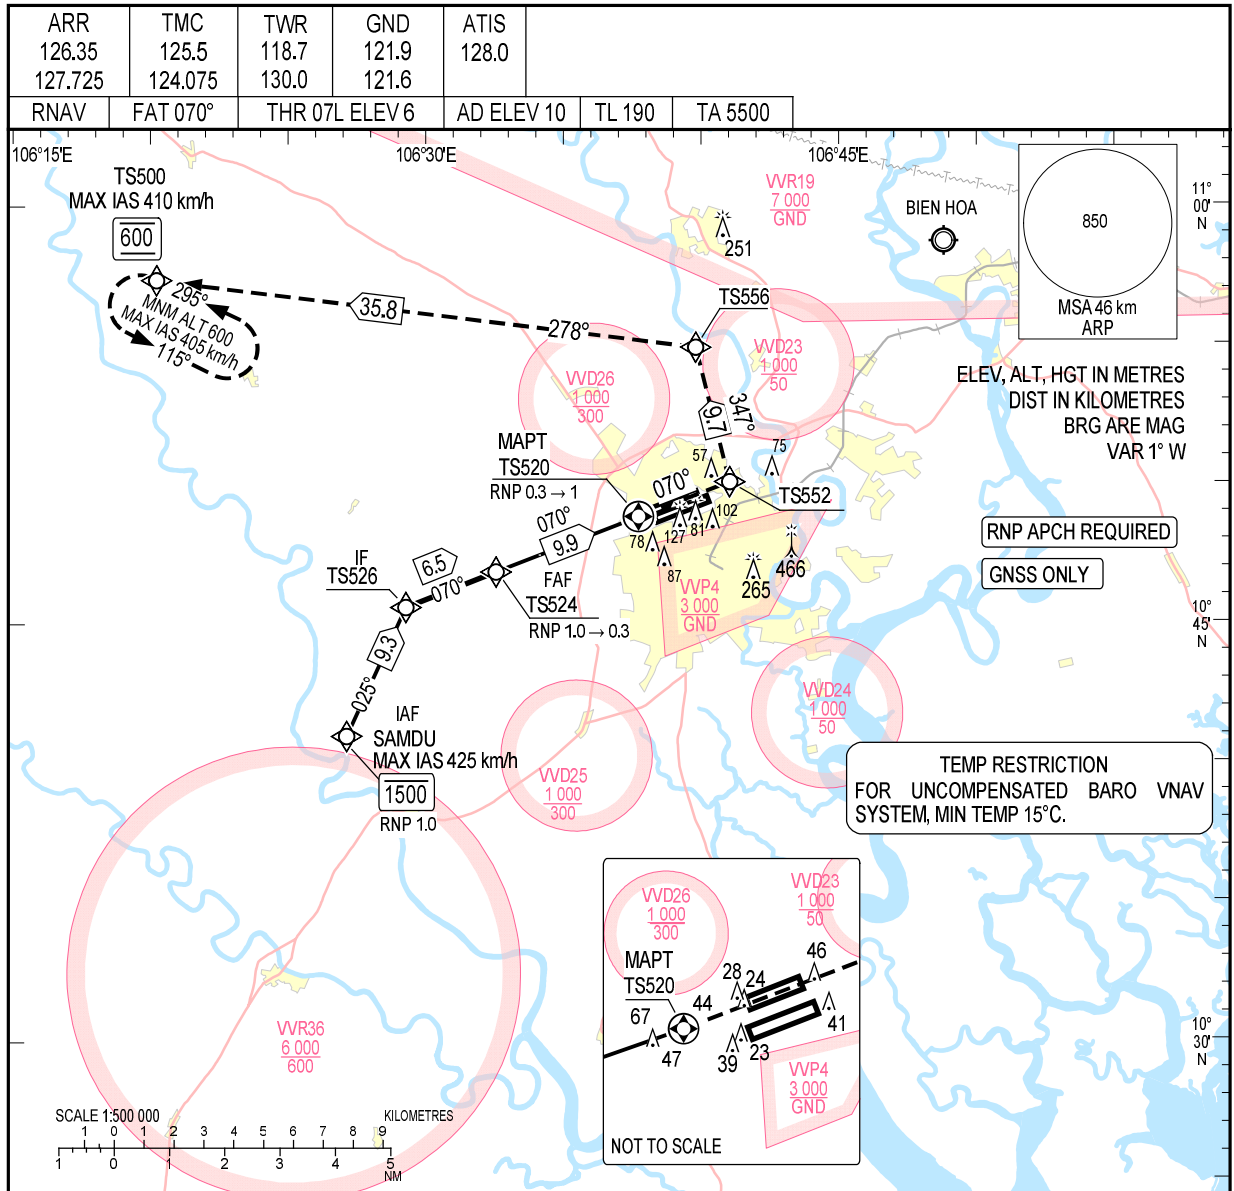 ARR
126.35
127.725
TMC
125.5
124.075
TWR
118.7
130.0
GND
121.9
121.6
ATIS
128.0
RNAV
FAT 070°
THR 07L ELEV 6
AD ELEV 10
TL 190
TA 5500
106°15'E
106°30'E
106°45'E
TS500
MAX IAS 410 km/h
600
295°
MNM ALT 600
MAX IAS 405 km/h
115°
35.8
278°
VVR19
7 000
GND
251
BIEN HOA
850
MSA 46 km
ARP
11°
00'
N
TS556
VVD23
1 000
50
VVD26
1 000
300
ELEV, ALT, HGT IN METRES
DIST IN KILOMETRES
BRG ARE MAG
VAR 1° W
347°
9.7
MAPT
TS520
RNP 0.3 → 1
57
75
070°
TS552
102
81
127
78
87
070°
9.9
RNP APCH REQUIRED
GNSS ONLY
IF
TS526
6.5
070°
FAF
TS524
RNP 1.0 → 0.3
265
466
VVP4
3 000
GND
10°
45'
N
9.3
025°
IAF
SAMDU
MAX IAS 425 km/h
1500
RNP 1.0
VVD24
1 000
50
VVD25
1 000
300
TEMP RESTRICTION
FOR UNCOMPENSATED BARO VNAV
SYSTEM, MIN TEMP 15°C.
VVD26
1 000
300
VVD23
1 000
50
MAPT
TS520
28
24
46
44
67
47
39
23
41
VVP4
3 000
GND
NOT TO SCALE
VVR36
6 000
600
10°
30'
N
SCALE 1:500 000
KILOMETRES
1 0 1 2 3 4 5 6 7 8 9
1 0 1 2 3 4 5
NM